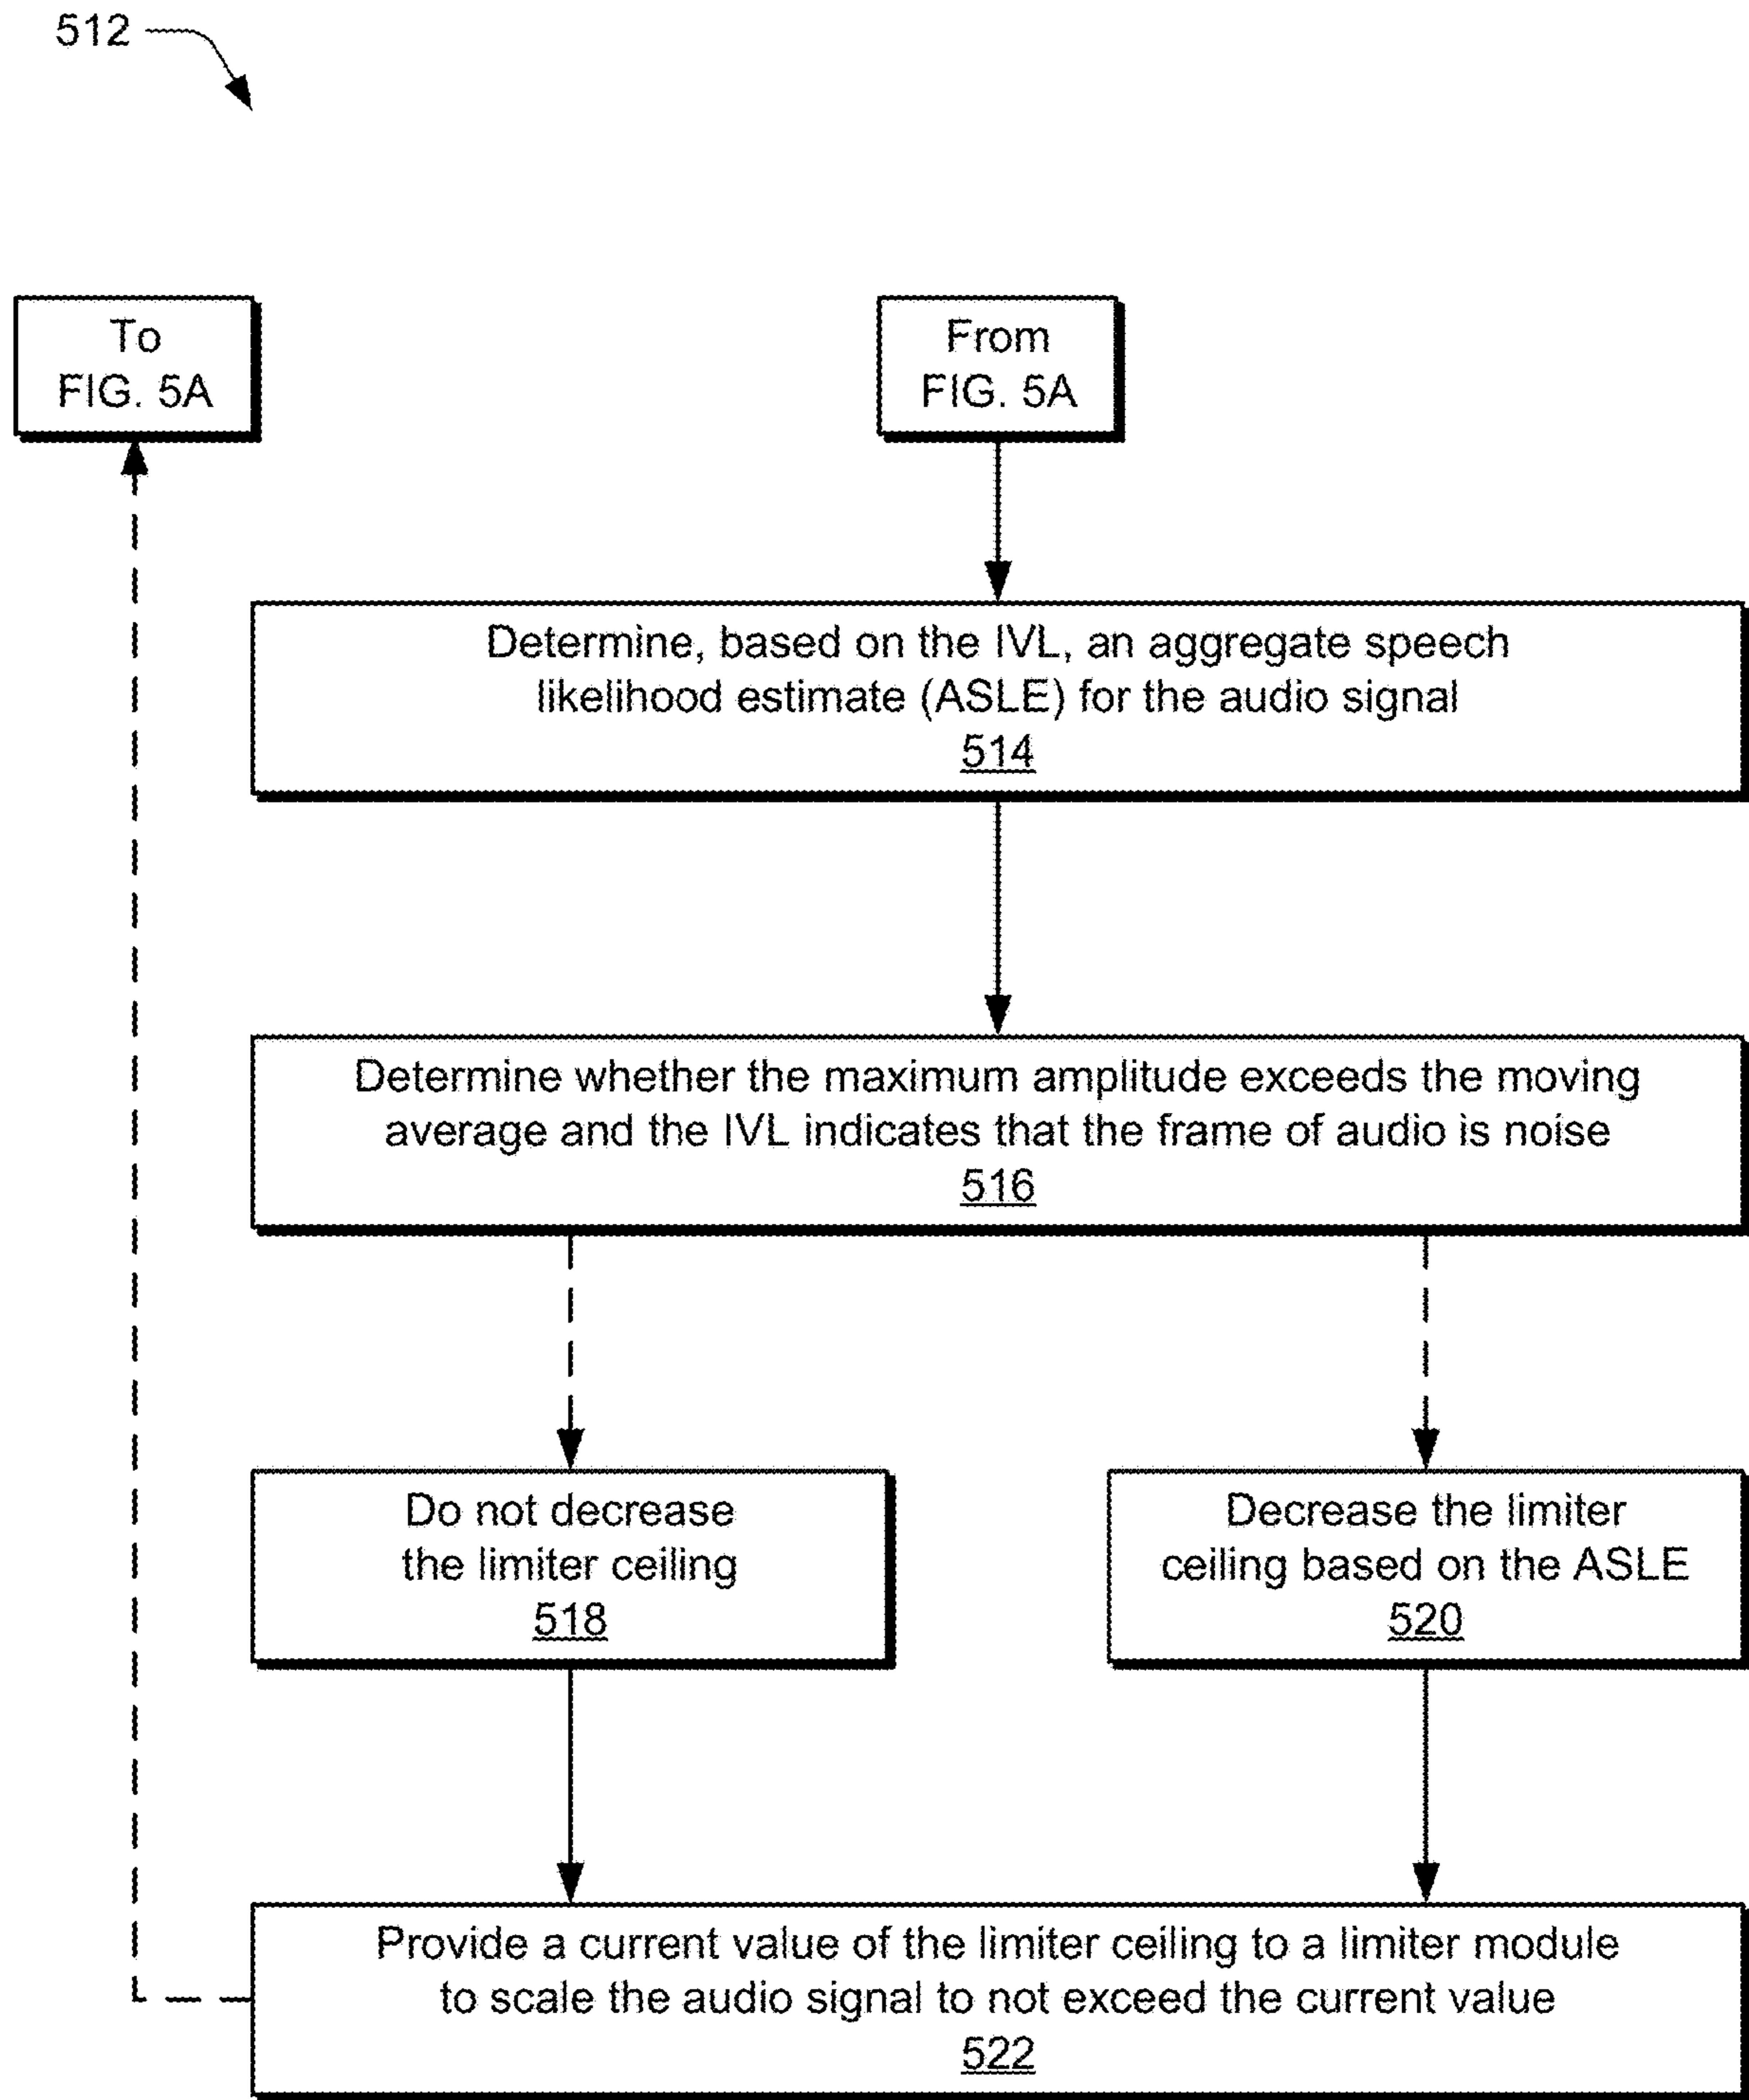 512
To
FIG. 5A
From
FIG. 5A
Determine, based on the IVL, an aggregate speech
likelihood estimate (ASLE) for the audio signal
514
Determine whether the maximum amplitude exceeds the moving
average and the IVL indicates that the frame of audio is noise
516
Do not decrease
the limiter ceiling
518
Decrease the limiter
ceiling based on the ASLE
520
Provide a current value of the limiter ceiling to a limiter module
to scale the audio signal to not exceed the current value
522